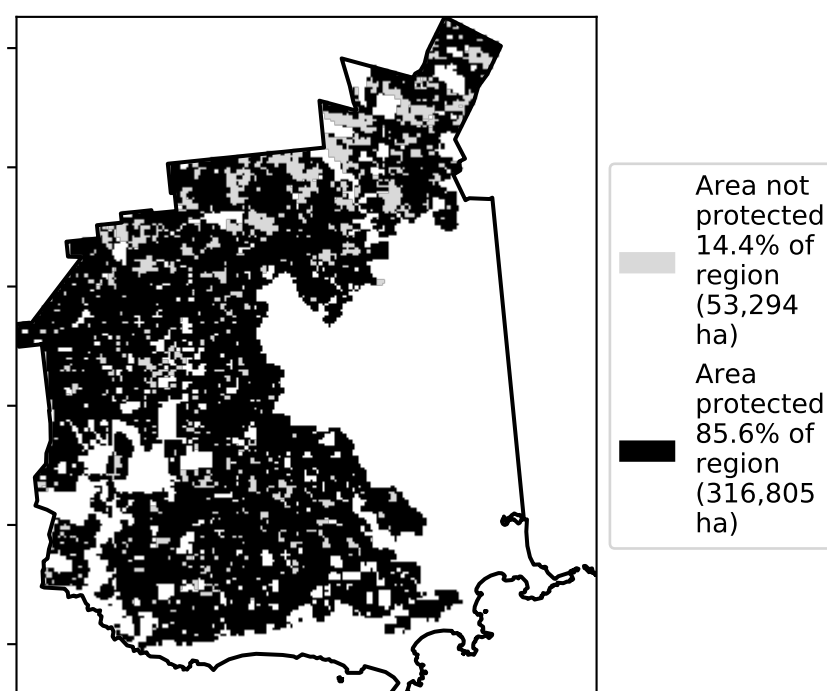 Area not
protected
14.4% of
region
(53,294
ha)
Area
protected
85.6% of
region
(316,805
ha)